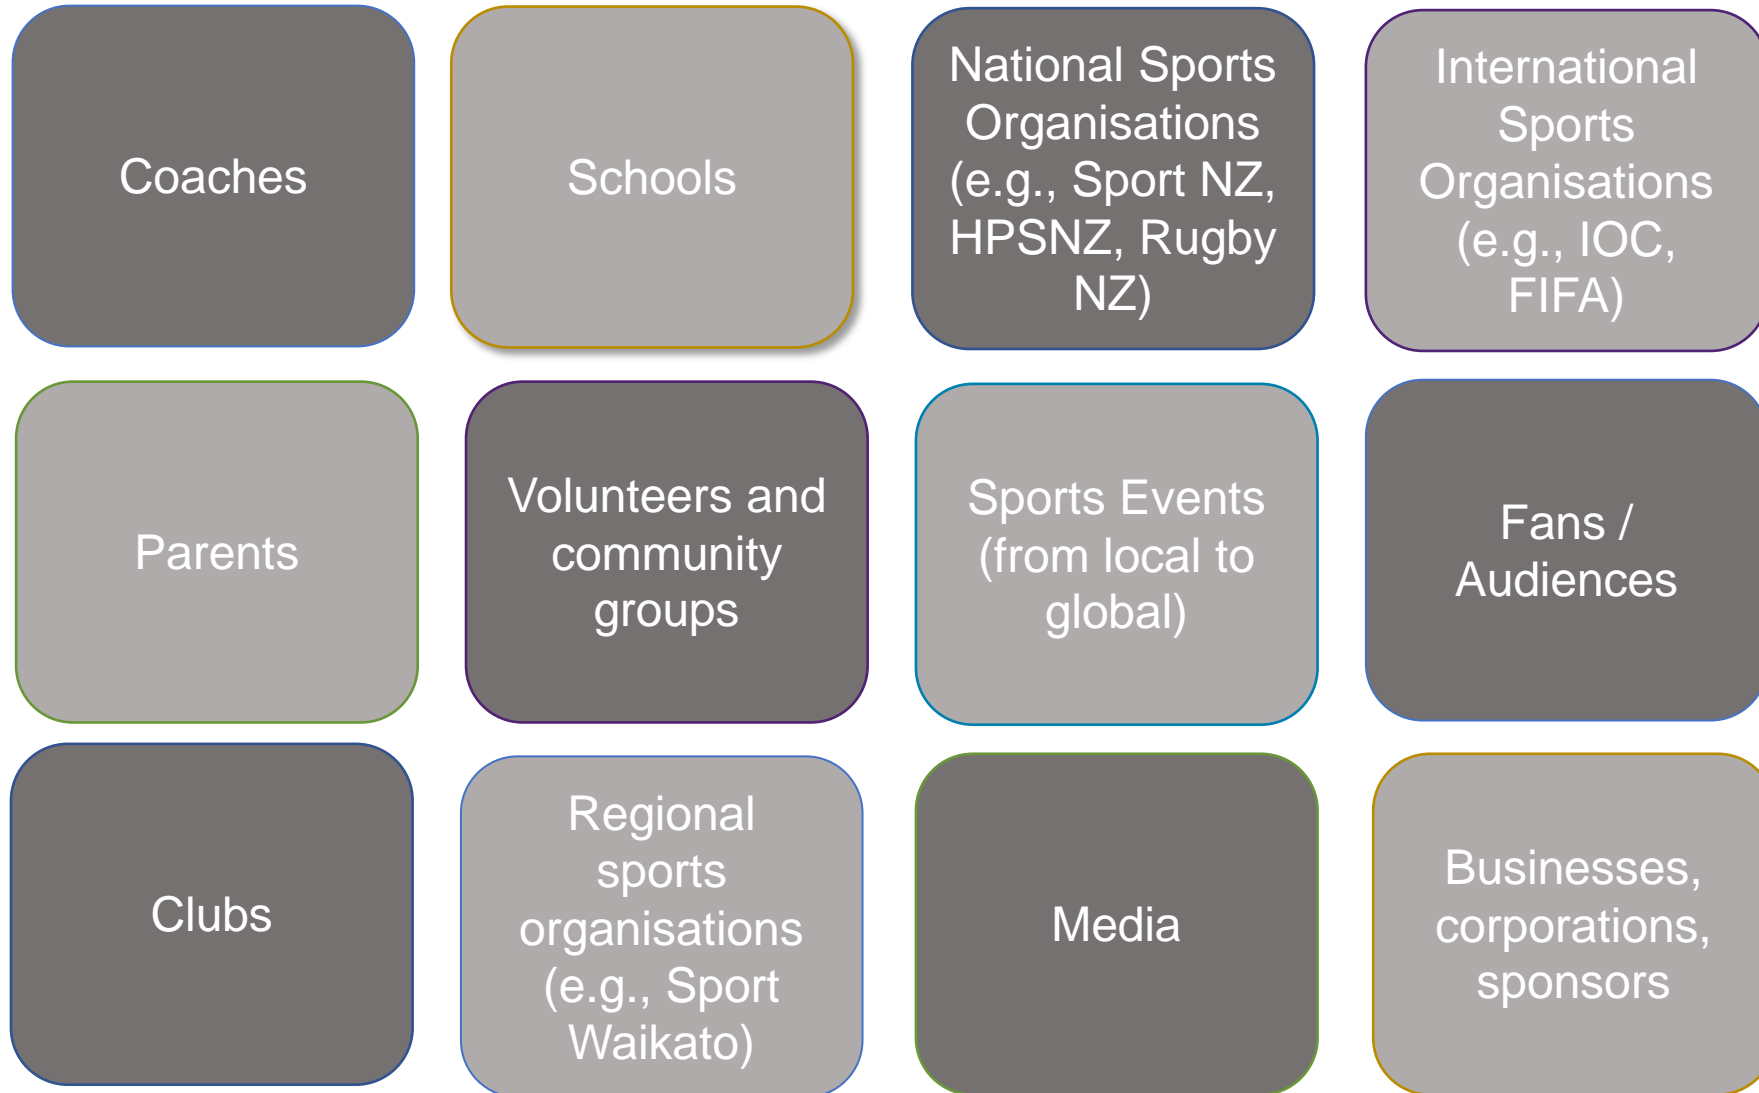 Coaches
Schools
National Sports
Organisations
(e.g., Sport NZ,
HPSNZ, Rugby
NZ)
International
Sports
Organisations
(e.g., IOC,
FIFA)
Parents
Volunteers and
community
groups
Sports Events
(from local to
global)
Fans /
Audiences
Clubs
Regional
sports
organisations
(e.g., Sport
Waikato)
Media
Businesses,
corporations,
sponsors